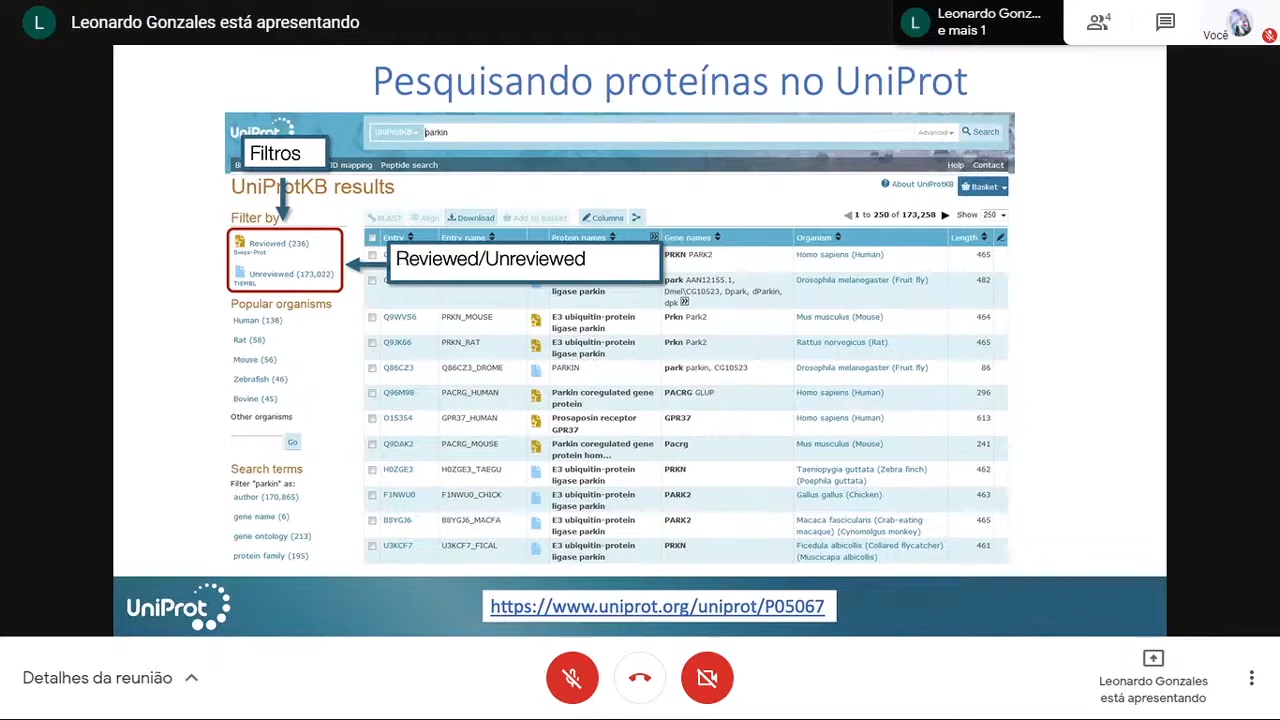 L
Leonardo Gonzales está apresentando
L
Leonardo Gonz...
e mais 1
4
Você
Pesquisando proteínas no UniProt
UniProt
UniProtKB
parkin
Advanced
Search
Filtros
ID mapping
Peptide search
Help
Contact
UniProtKB results
About UniProtKB
Basket
Filter by
BLAST
Align
Download
Add to basket
Columns
1 to 250 of 173,258
Show
250
Reviewed (236)
Swiss-Prot
Unreviewed (173,022)
TrEMBL
Reviewed/Unreviewed
Popular organisms
Human (138)
Rat (58)
Mouse (56)
Zebrafish (46)
Bovine (45)
Other organisms
Go
Search terms
Filter "parkin" as:
author (170,865)
gene name (6)
gene ontology (213)
protein family (195)
Entry
Entry name
Protein names
Gene names
Organism
Length
PRKN PARK2
Homo sapiens (Human)
465
ligase parkin
park AAN12155.1,
Dmel\CG10523, Dpark, dParkin,
dpk
Drosophila melanogaster (Fruit fly)
482
Q9WVS6
PRKN_MOUSE
E3 ubiquitin-protein
ligase parkin
Prkn Park2
Mus musculus (Mouse)
464
Q9JK66
PRKN_RAT
E3 ubiquitin-protein
ligase parkin
Prkn Park2
Rattus norvegicus (Rat)
465
Q86CZ3
Q86CZ3_DROME
PARKIN
park parkin, CG10523
Drosophila melanogaster (Fruit fly)
86
Q96M98
PACRG_HUMAN
Parkin coregulated gene
protein
PACRG GLUP
Homo sapiens (Human)
296
O15354
GPR37_HUMAN
Prosaposin receptor
GPR37
GPR37
Homo sapiens (Human)
613
Q9DAK2
PACRG_MOUSE
Parkin coregulated gene
protein hom...
Pacrg
Mus musculus (Mouse)
241
H0ZGE3
H0ZGE3_TAEGU
E3 ubiquitin-protein
ligase parkin
PRKN
Taeniopygia guttata (Zebra finch)
(Poephila guttata)
462
F1NWU0
F1NWU0_CHICK
E3 ubiquitin-protein
ligase parkin
PARK2
Gallus gallus (Chicken)
463
B8YGJ6
B8YGJ6_MACFA
E3 ubiquitin-protein
ligase parkin
PARK2
Macaca fascicularis (Crab-eating
macaque) (Cynomolgus monkey)
465
U3KCF7
U3KCF7_FICAL
E3 ubiquitin-protein
ligase parkin
PRKN
Ficedula albicollis (Collared flycatcher)
(Muscicapa albicollis)
461
UniProt
https://www.uniprot.org/uniprot/P05067
Detalhes da reunião
Leonardo Gonzales
está apresentando